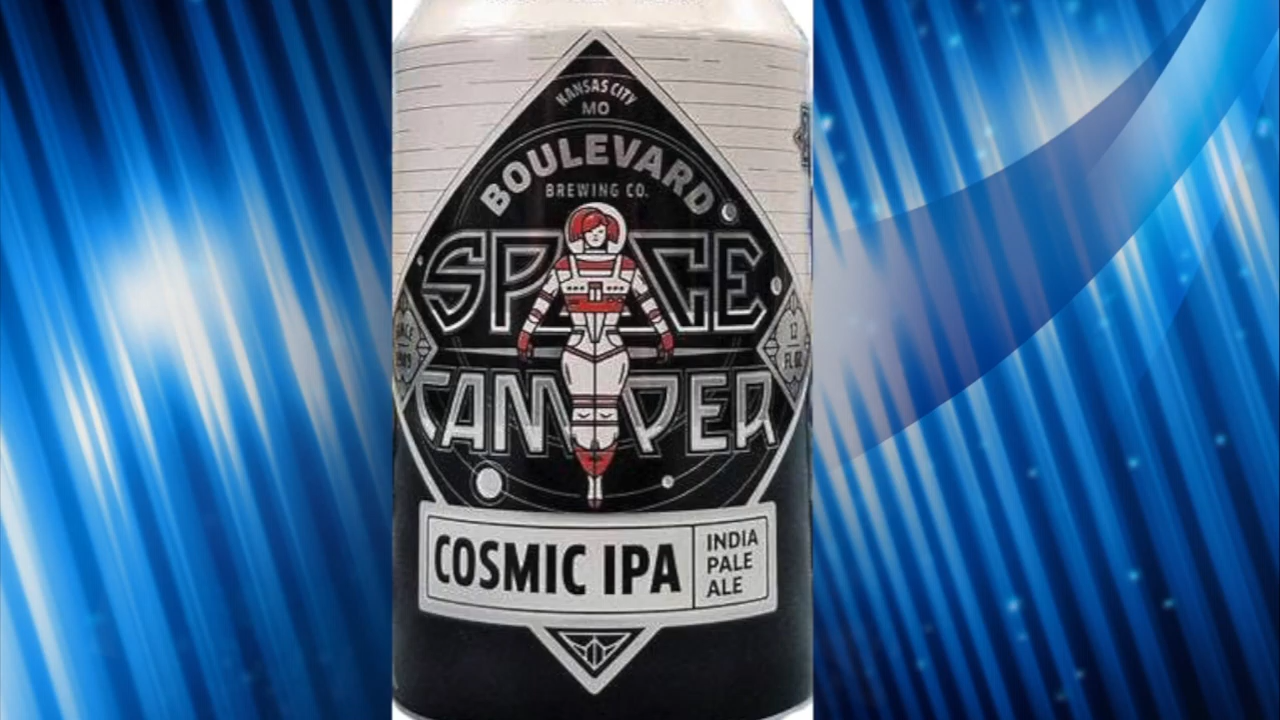 KANSAS CITY
MO
BOULEVARD
BREWING CO.
SPACE
CAMPER
12
FL OZ
COSMIC IPA
INDIA
PALE
ALE